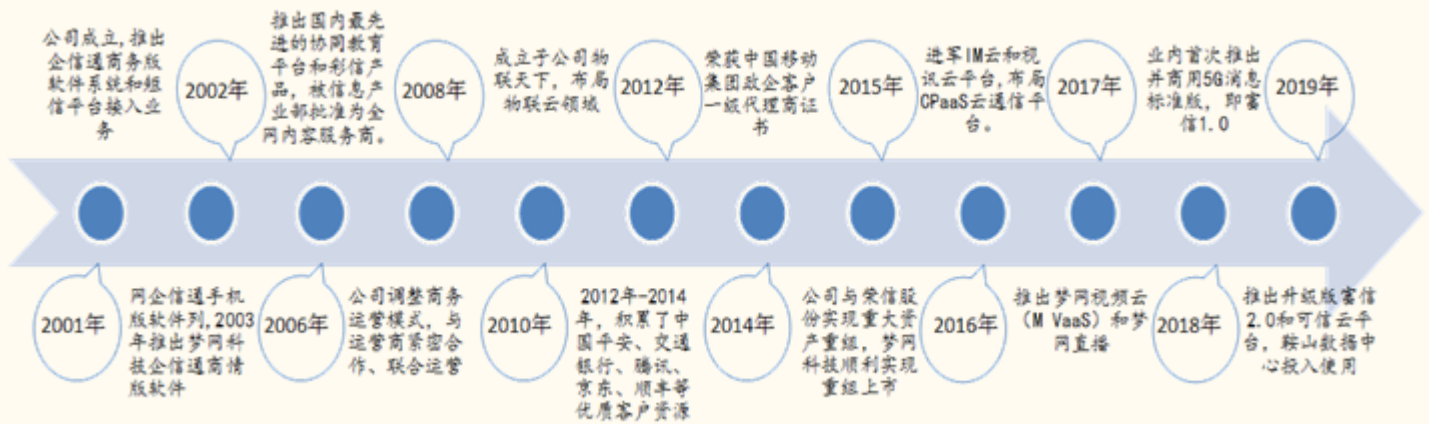 公司成立,推出
企信通商务版
软件系统和短
信平台接入业
务
2002年
推出国内最先
进的协同教育
平台和彩信产
品，被信息产
业部批准为全
网内容服务商。
2008年
成立子公司物
联天下，布局
物联云领域
2012年
荣获中国移动
集团政企客户
一级代理商证
书
2015年
进军IM云和视
讯云平台,布局
CPaaS云通信平
台。
2017年
业内首次推出
并商用5G消息
标准版，即富
信1.0
2019年
2001年
网企信通手机
版软件列,2003
年推出梦网科
技企信通商情
版软件
2006年
公司调整商务
运营模式，与
运营商紧密合
作、联合运营
2010年
2012年-2014
年，积累了中
国平安、交通
银行、腾讯、
京东、顺丰等
优质客户资源
2014年
公司与荣信股
份实现重大资
产重组，梦网
科技顺利实现
重组上市
2016年
推出梦网视频云
（M VaaS）和梦
网直播
2018年
推出升级版富信
2.0和可信云平
台，鞍山数据中
心投入使用